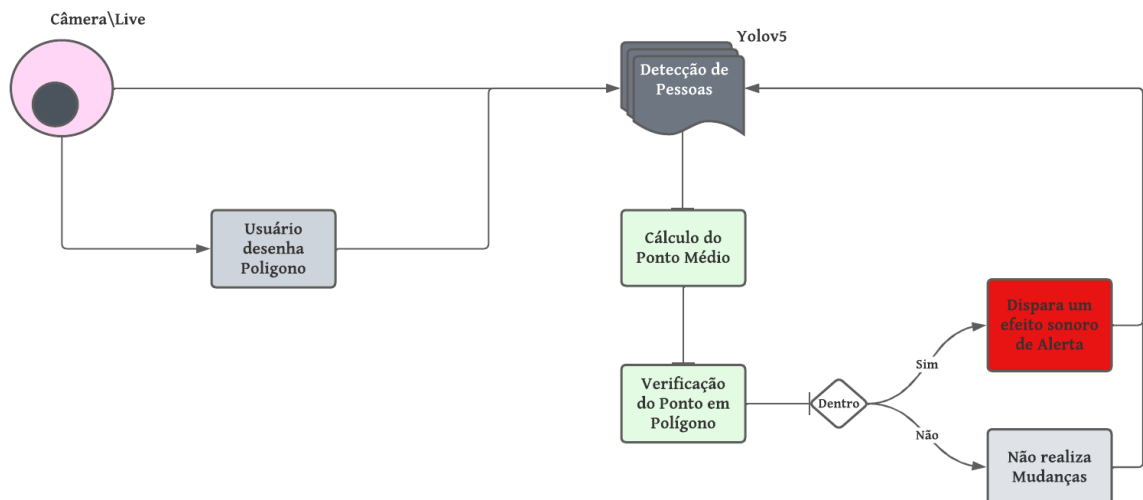 Câmera\Live
Yolov5
Detecção de
Pessoas
Usuário
desenha
Poligono
Cálculo do
Ponto Médio
Verificação
do Ponto em
Polígono
Dentro
Sim
Não
Dispara um
efeito sonoro
de Alerta
Não realiza
Mudanças